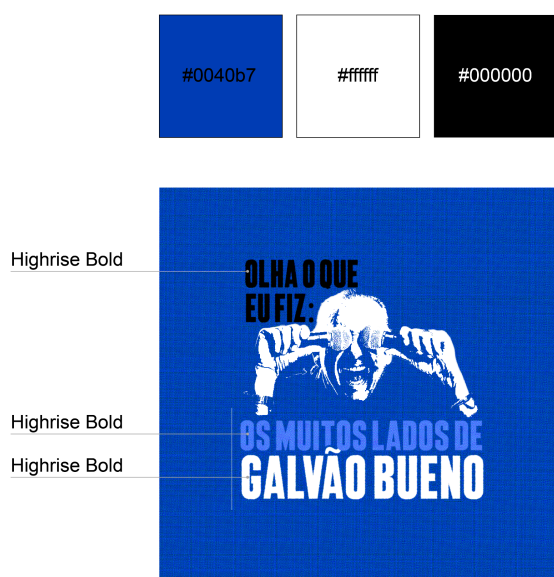 #0040b7
#ffffff
#000000
Highrise Bold
OLHA O QUE
EU FIZ:
Highrise Bold
OS MUITOS LADOS DE
Highrise Bold
GALVÃO BUENO